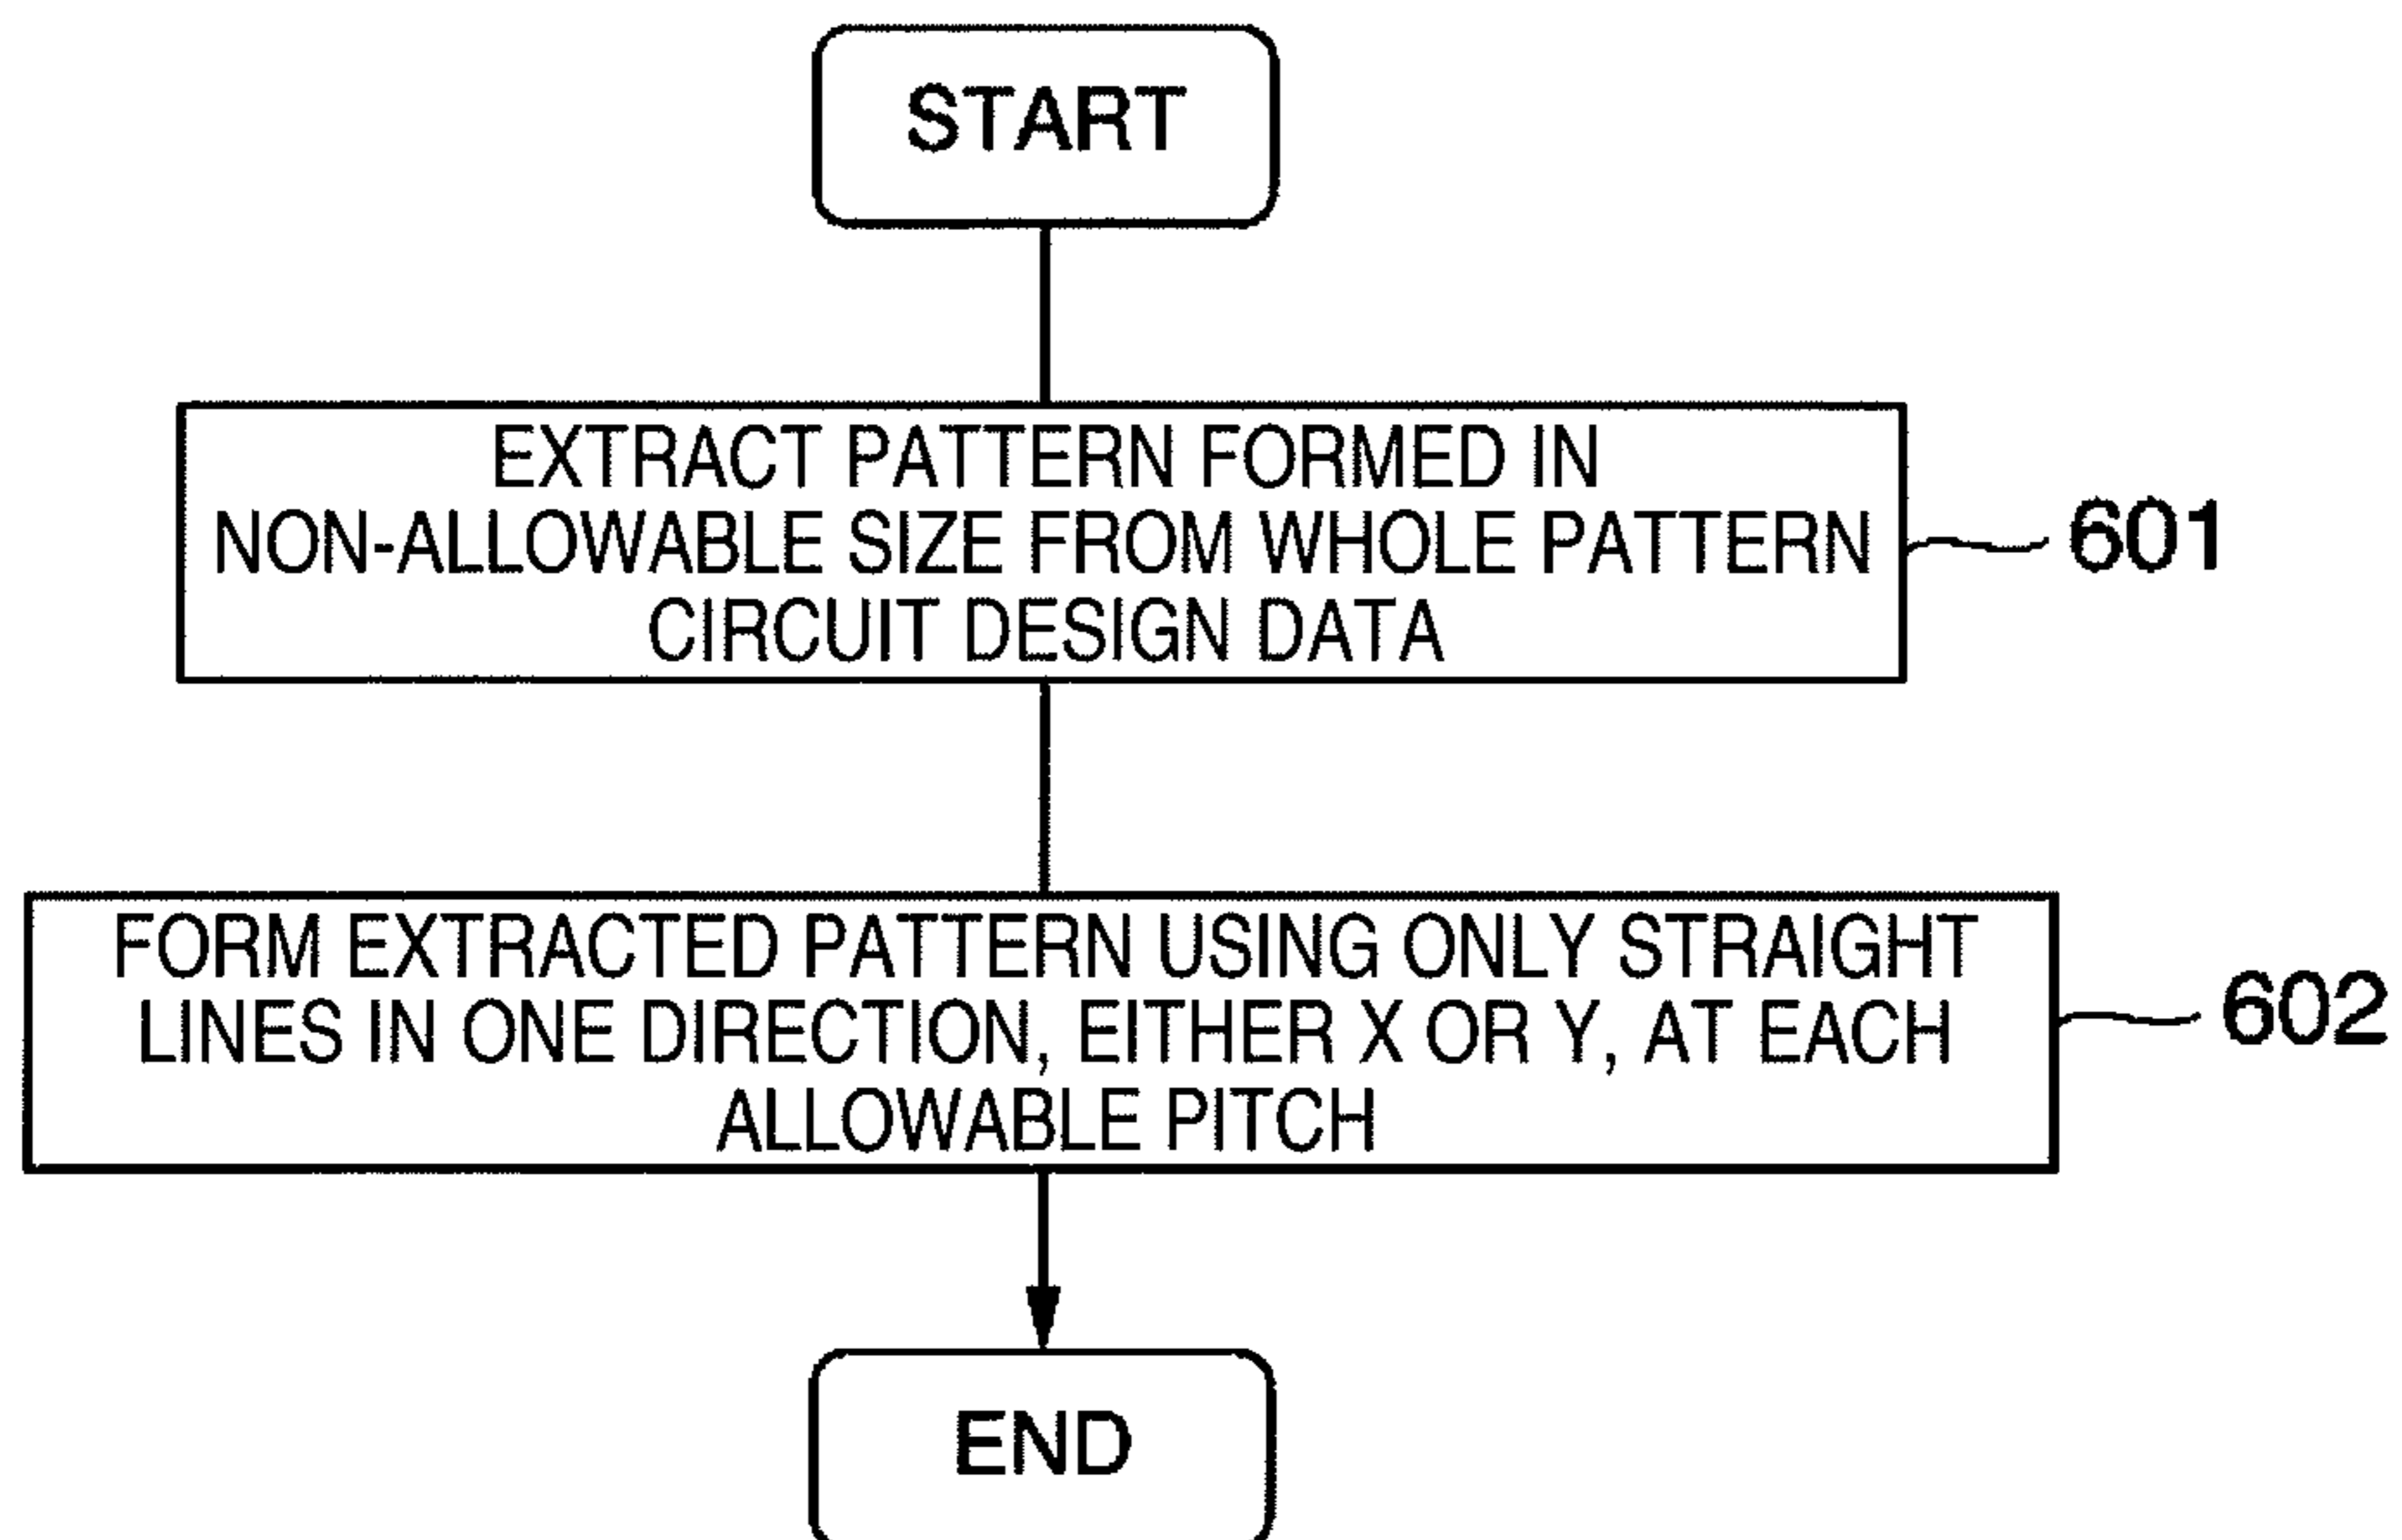 START
EXTRACT PATTERN FORMED IN
NON-ALLOWABLE SIZE FROM WHOLE PATTERN
CIRCUIT DESIGN DATA
601
FORM EXTRACTED PATTERN USING ONLY STRAIGHT
LINES IN ONE DIRECTION, EITHER X OR Y, AT EACH
ALLOWABLE PITCH
602
END